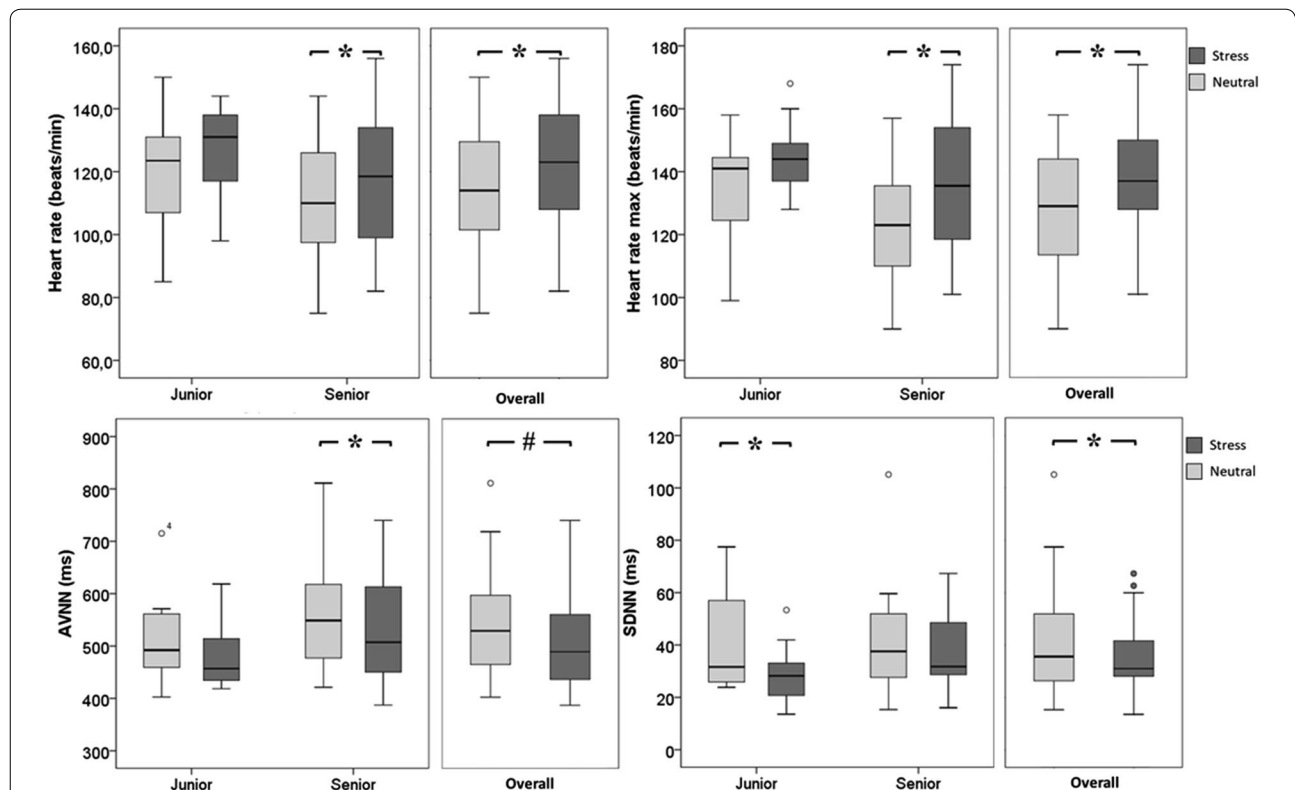 Heart rate (beats/min)
160,0
140,0
120,0
100,0
80,0
60,0
*
*
Junior
Senior
Overall
Heart rate max (beats/min)
180
160
140
120
100
80
*
*
Junior
Senior
Overall
Stress
Neutral
AVNN (ms)
900
800
700
600
500
400
300
4
*
#
Junior
Senior
Overall
SDNN (ms)
120
100
80
60
40
20
0
*
*
Junior
Senior
Overall
Stress
Neutral